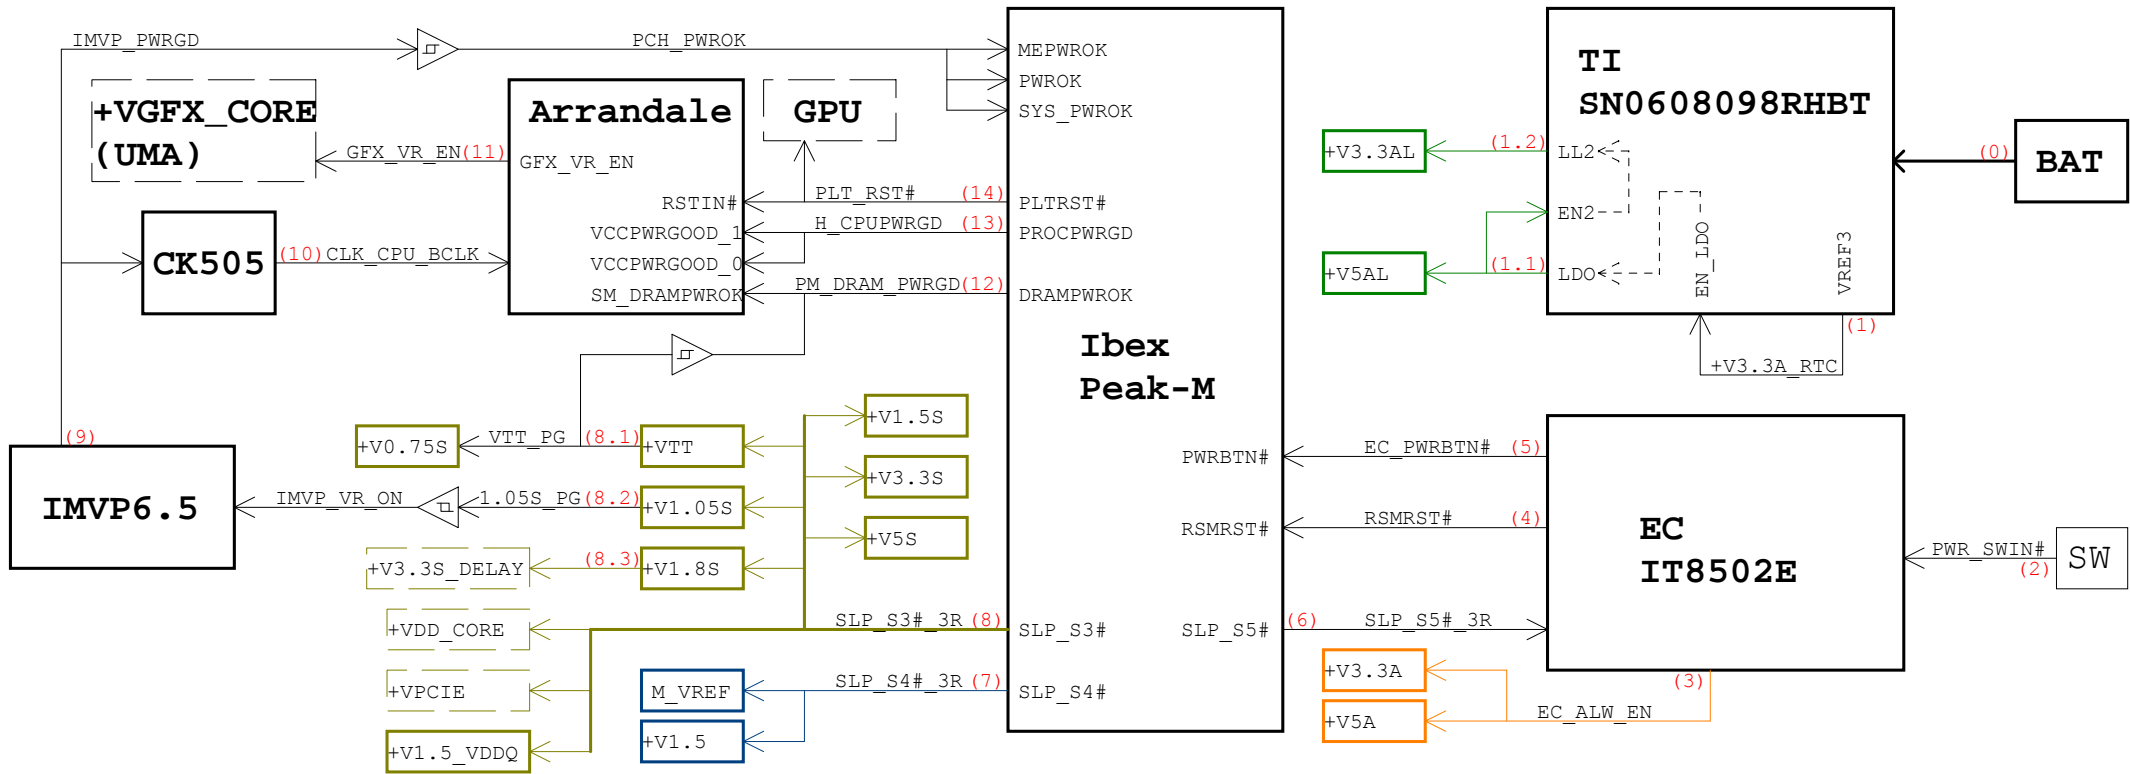 IMVP_PWRGD
PCH_PWROK
MEPWROK
PWROK
SYS_PWROK
+VGFX_CORE
(UMA)
GFX_VR_EN(11)
Arrandale
GFX_VR_EN
RSTIN#
VCCPWRGOOD_1
VCCPWRGOOD_0
SM_DRAMPWROK
GPU
PLT_RST# (14)
H_CPUPWRGD (13)
PM_DRAM_PWRGD(12)
PLTRST#
PROCPWRGD
DRAMPWROK
CK505
(10)CLK_CPU_BCLK
Ibex
Peak-M
TI
SN0608098RHBT
LL2
EN2
LDO
EN_LDO
VREF3
+V3.3AL
(1.2)
+V5AL
(1.1)
(0)
BAT
(1)
+V3.3A_RTC
(9)
IMVP6.5
+V0.75S
VTT_PG (8.1)
+VTT
+V1.5S
IMVP_VR_ON
1.05S_PG(8.2)
+V1.05S
+V3.3S
+V5S
+V3.3S_DELAY
(8.3)
+V1.8S
+VDD_CORE
+VPCIE
+V1.5_VDDQ
SLP_S3#_3R (8)
SLP_S3#
M_VREF
+V1.5
SLP_S4#_3R (7)
SLP_S4#
PWRBTN#
EC_PWRBTN# (5)
RSMRST#
RSMRST# (4)
SLP_S5#
(6) SLP_S5#_3R
EC
IT8502E
PWR_SWIN#
(2)
SW
+V3.3A
+V5A
(3)
EC_ALW_EN